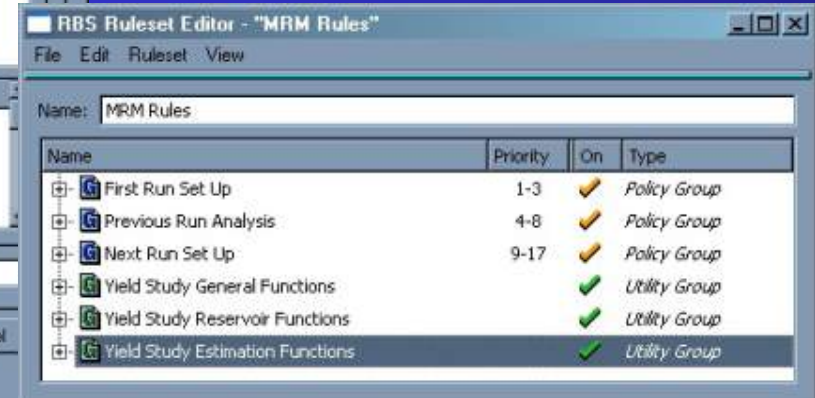 RBS Ruleset Editor - "MRM Rules"
File Edit Ruleset View
Name: MRM Rules
Name Priority On Type
G First Run Set Up 1-3 Policy Group
G Previous Run Analysis 4-8 Policy Group
G Next Run Set Up 9-17 Policy Group
G Yield Study General Functions Utility Group
G Yield Study Reservoir Functions Utility Group
G Yield Study Estimation Functions Utility Group